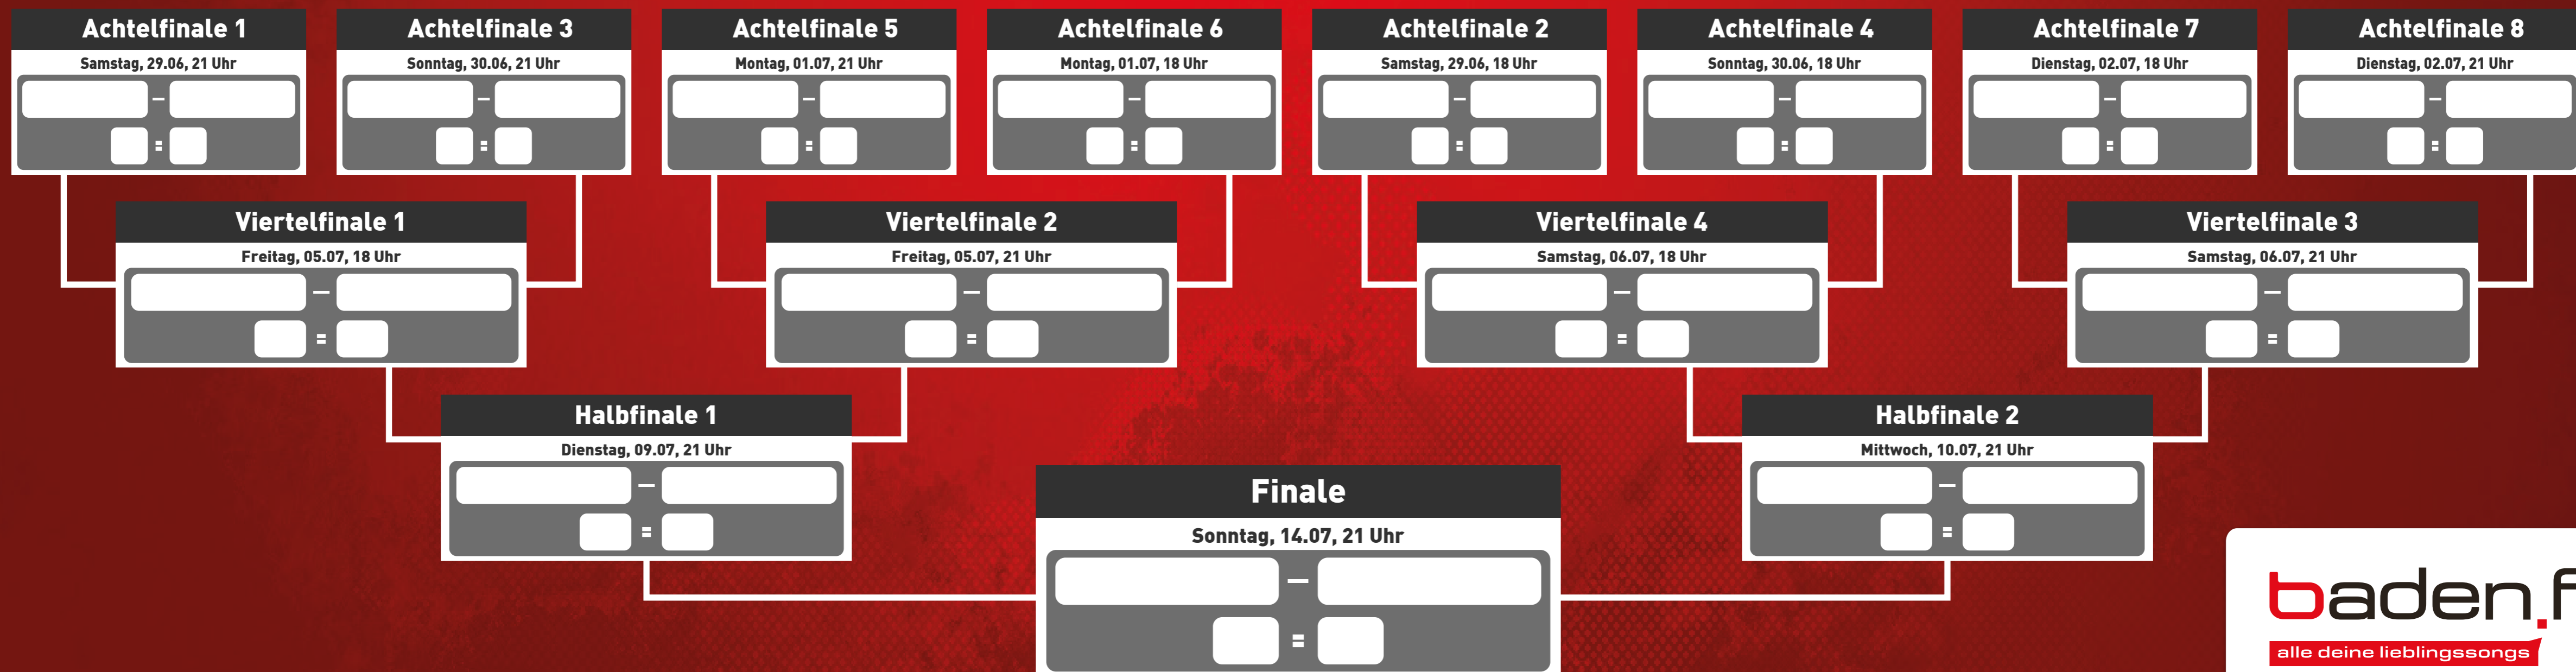 Achtelfinale 1
Samstag, 29.06, 21 Uhr
–
:
Achtelfinale 3
Sonntag, 30.06, 21 Uhr
–
:
Achtelfinale 5
Montag, 01.07, 21 Uhr
–
:
Achtelfinale 6
Montag, 01.07, 18 Uhr
–
:
Achtelfinale 2
Samstag, 29.06, 18 Uhr
–
:
Achtelfinale 4
Sonntag, 30.06, 18 Uhr
–
:
Achtelfinale 7
Dienstag, 02.07, 18 Uhr
–
:
Achtelfinale 8
Dienstag, 02.07, 21 Uhr
–
:
Viertelfinale 1
Freitag, 05.07, 18 Uhr
–
:
Viertelfinale 2
Freitag, 05.07, 21 Uhr
–
:
Viertelfinale 4
Samstag, 06.07, 18 Uhr
–
:
Viertelfinale 3
Samstag, 06.07, 21 Uhr
–
:
Halbfinale 1
Dienstag, 09.07, 21 Uhr
–
:
Halbfinale 2
Mittwoch, 10.07, 21 Uhr
–
:
Finale
Sonntag, 14.07, 21 Uhr
–
:
baden.f
alle deine lieblingssongs